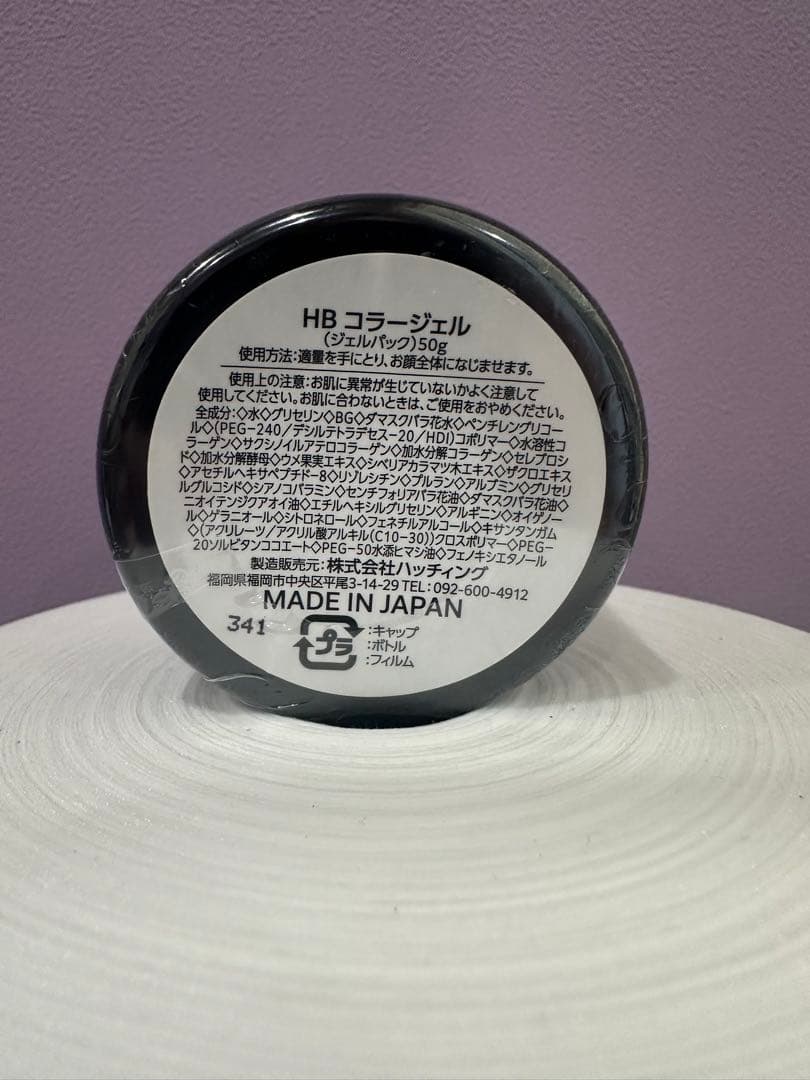 HB コラージェル
(ジェルパック)50g
使用方法:適量を手にとり、お顔全体になじませます。
使用上の注意:お肌に異常が生じていないかよく注意して
使用してください。お肌に合わないときは、ご使用をおやめください。
全成分:◇水◇グリセリン◇BG◇ダマスクバラ花水◇ペンチレングリコー
ル◇(PEG-240/デシルテトラデセス-20/HDI)コポリマー◇水溶性コ
ラーゲン◇サクシノイルアテロコラーゲン◇加水分解コラーゲン◇セレブロシ
ド◇加水分解酵母◇ウメ果実エキス◇シベリアカラマツ木エキス◇ザクロエキス
◇アセチルヘキサペプチド-8◇リゾレシチン◇プルラン◇アルブミン◇グリセリ
ルグルコシド◇シアノコバラミン◇センチフォリアバラ花油◇ダマスクバラ花油◇
ニオイテンジクアオイ油◇エチルヘキシルグリセリン◇アルギニン◇オイゲノー
ル◇ゲラニオール◇シトロネロール◇フェネチルアルコール◇キサンタンガム
◇(アクリレーツ/アクリル酸アルキル(C10-30))クロスポリマー◇PEG-
20ソルビタンココエート◇PEG-50水添ヒマシ油◇フェノキシエタノール
製造販売元:株式会社ハッチィング
福岡県福岡市中央区平尾3-14-29 TEL:092-600-4912
MADE IN JAPAN
341
プラ
:キャップ
:ボトル
:フィルム